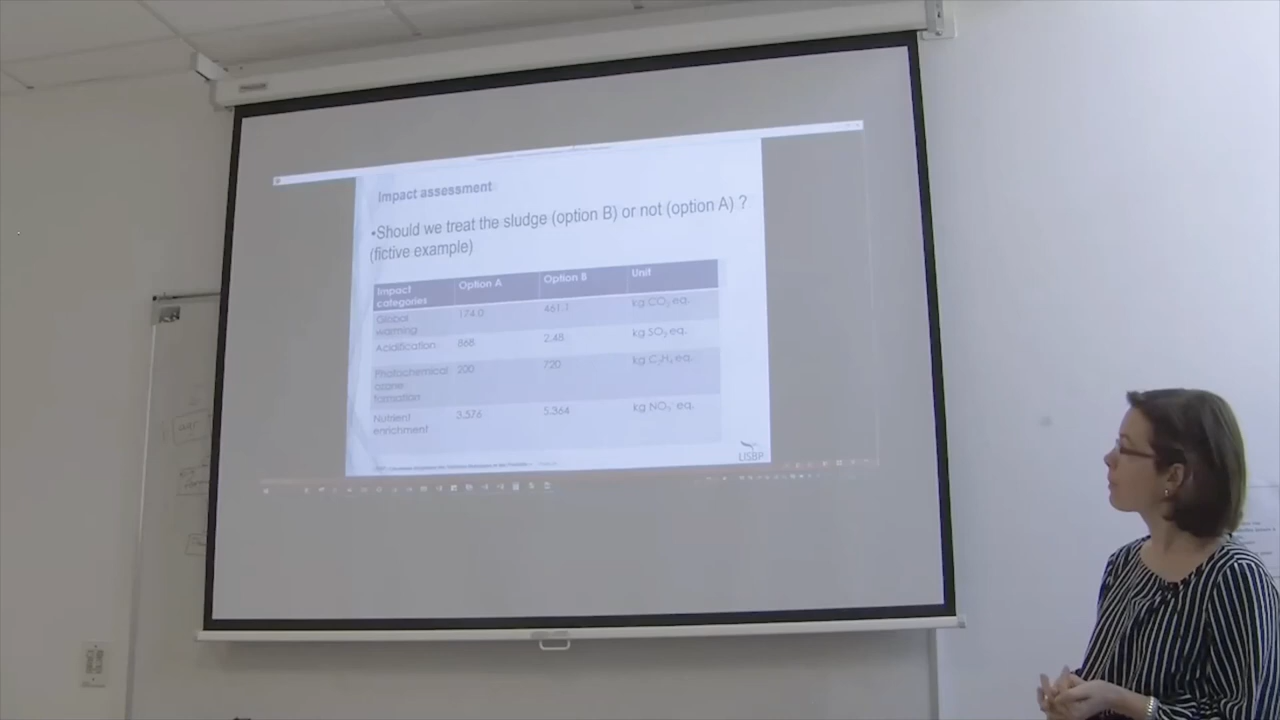 Impact assessment
•Should we treat the sludge (option B) or not (option A) ?
(fictive example)
Impact categories Option A Option B Unit
Global warming 174.0 461.1 kg CO₂ eq.
Acidification 868 2.48 kg SO₂ eq.
Photochemical ozone formation 200 720 kg C₂H₄ eq.
Nutrient enrichment 3.576 5.364 kg NO₃⁻ eq.
LISBP